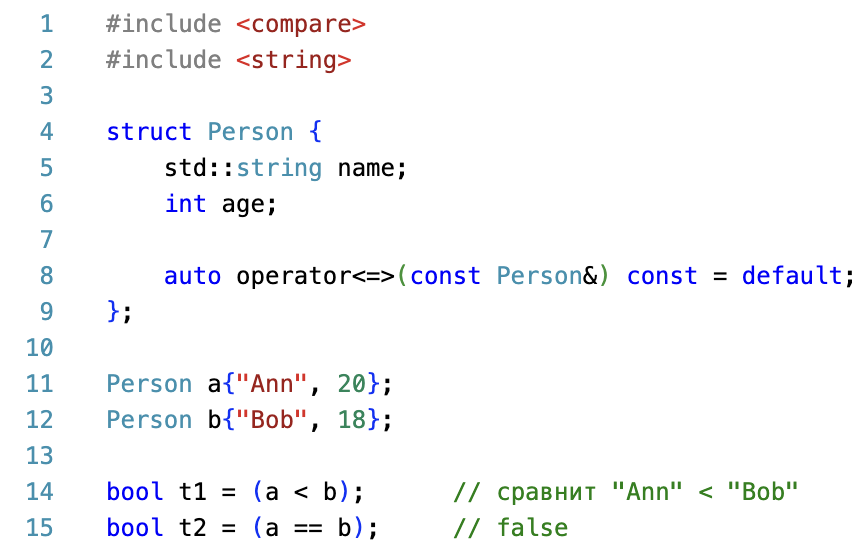 1 #include <compare>
2 #include <string>
3
4 struct Person {
5     std::string name;
6     int age;
7
8     auto operator<=>(const Person&) const = default;
9 };
10
11 Person a{"Ann", 20};
12 Person b{"Bob", 18};
13
14 bool t1 = (a < b);      // сравнит "Ann" < "Bob"
15 bool t2 = (a == b);     // false